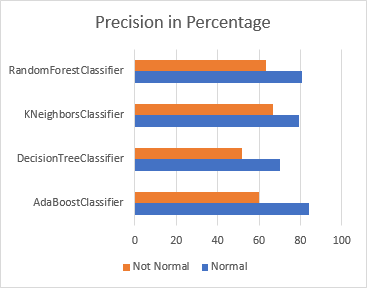 Precision in Percentage
RandomForestClassifier
KNeighborsClassifier
DecisionTreeClassifier
AdaBoostClassifier
0 20 40 60 80 100
Not Normal Normal